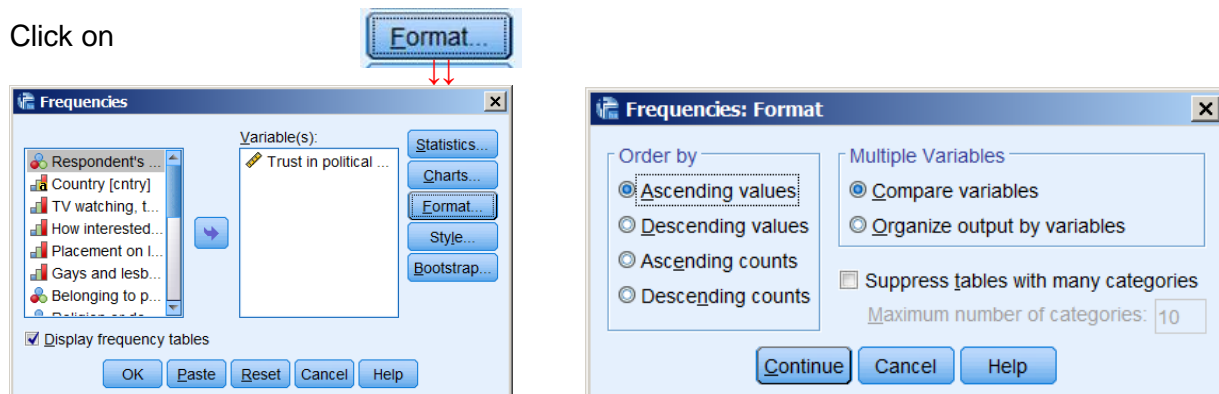 Click on
Format...
↓↓
Frequencies
Variable(s):
Respondent's ...
Country [cntry]
TV watching, t...
How interested...
Placement on l...
Gays and lesb...
Belonging to p...
Trust in political ...
Statistics...
Charts...
Format...
Style...
Bootstrap...
Display frequency tables
OK Paste Reset Cancel Help
Frequencies: Format
Order by
Ascending values
Descending values
Ascending counts
Descending counts
Multiple Variables
Compare variables
Organize output by variables
Suppress tables with many categories
Maximum number of categories: 10
Continue Cancel Help